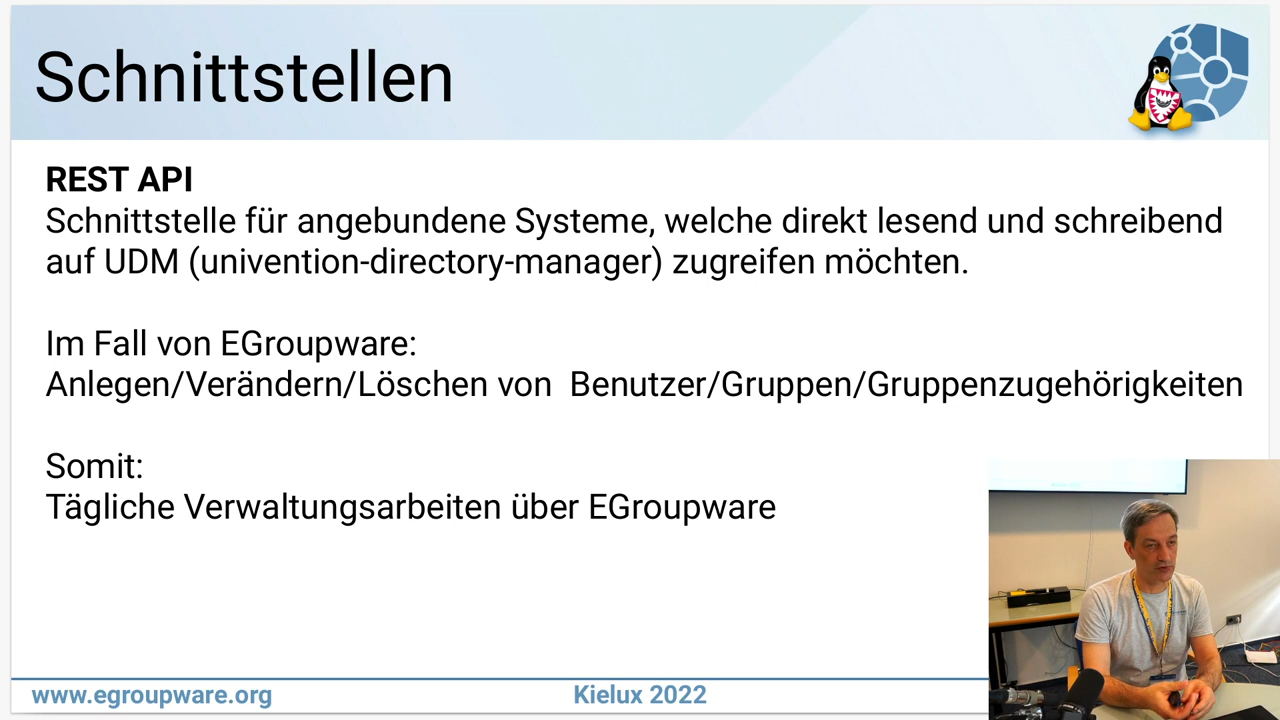 Schnittstellen
REST API
Schnittstelle für angebundene Systeme, welche direkt lesend und schreibend
auf UDM (univention-directory-manager) zugreifen möchten.
Im Fall von EGroupware:
Anlegen/Verändern/Löschen von  Benutzer/Gruppen/Gruppenzugehörigkeiten
Somit:
Tägliche Verwaltungsarbeiten über EGroupware
www.egroupware.org
Kielux 2022